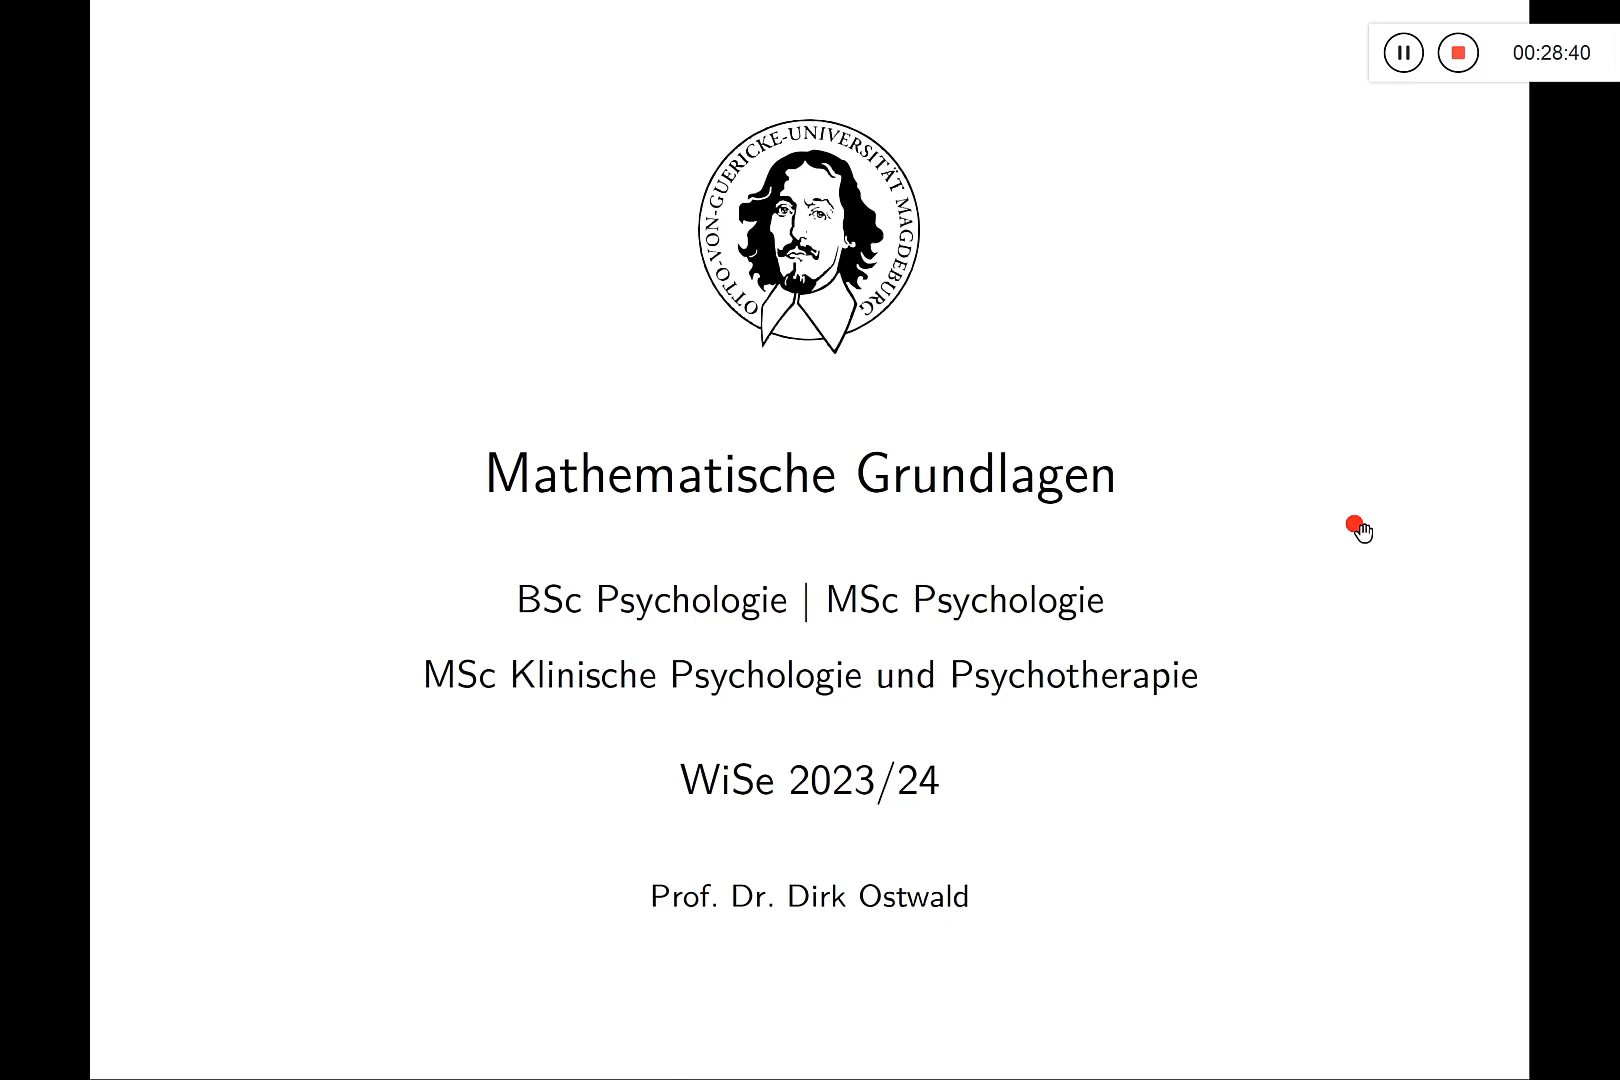 00:28:40
OTTO-VON-GUERICKE-UNIVERSITÄT MAGDEBURG
Mathematische Grundlagen
BSc Psychologie | MSc Psychologie
MSc Klinische Psychologie und Psychotherapie
WiSe 2023/24
Prof. Dr. Dirk Ostwald